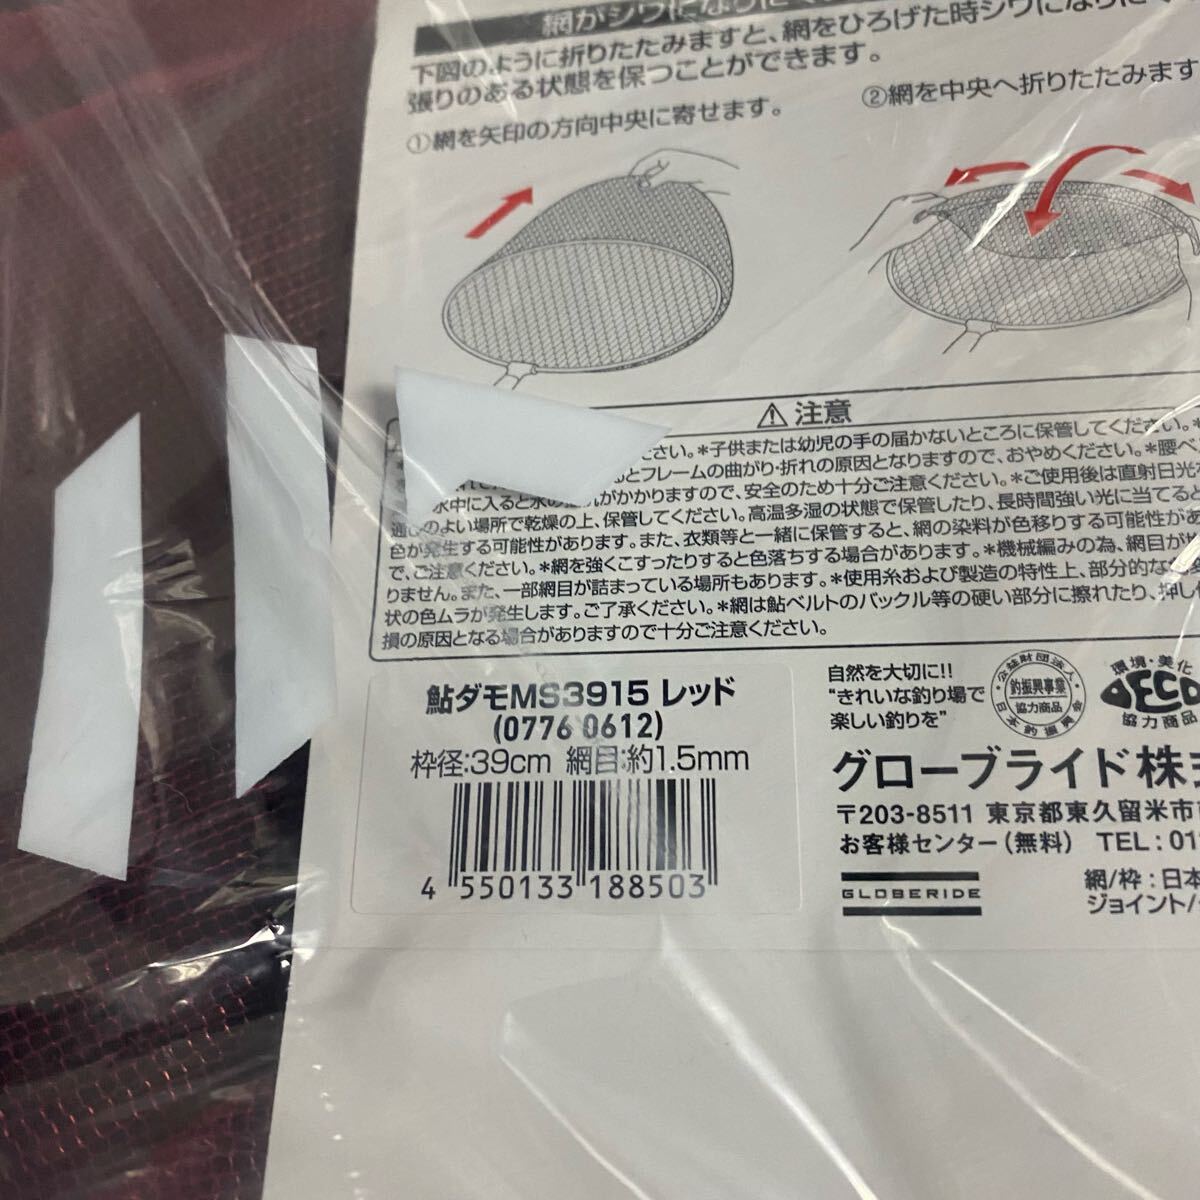 下図のように折りたたみますと、網をひろげた時シワになりにく
張りのある状態を保つことができます。
①網を矢印の方向中央に寄せます。
②網を中央へ折りたたみます
⚠注意
ださい。*子供または幼児の手の届かないところに保管してください。*
とフレームの曲がり・折れの原因となりますので、おやめください。*腰ベ
水中に入ると水の
がかかりますので、安全のため十分ご注意ください。*ご使用後は直射日光
通しのよい場所で乾燥の上、保管してください。高温多湿の状態で保管したり、長時間強い光に当てると
色が発生する可能性があります。また、衣類等と一緒に保管すると、網の染料が色移りする可能性があ
で、ご注意ください。*網を強くこすったりすると色落ちする場合があります。*機械編みの為、網目が
りません。また、一部網目が詰まっている場所もあります。*使用糸および製造の特性上、部分的な
状の色ムラが発生します。ご了承ください。*網は鮎ベルトのバックル等の硬い部分に擦れたり、押し
損の原因となる場合がありますので十分ご注意ください。
鮎ダモMS3915 レッド
(0776 0612)
枠径:39cm 網目:約1.5mm
4 550133 188503
自然を大切に!!
"きれいな釣り場で
楽しい釣りを"
公益財団法人
釣振興事業
協力商品
日本釣振興会
環境・美化
協力商品
グローブライド株
〒203-8511 東京都東久留米市
お客様センター(無料) TEL:01
GLOBERIDE
網/枠:日本
ジョイント/